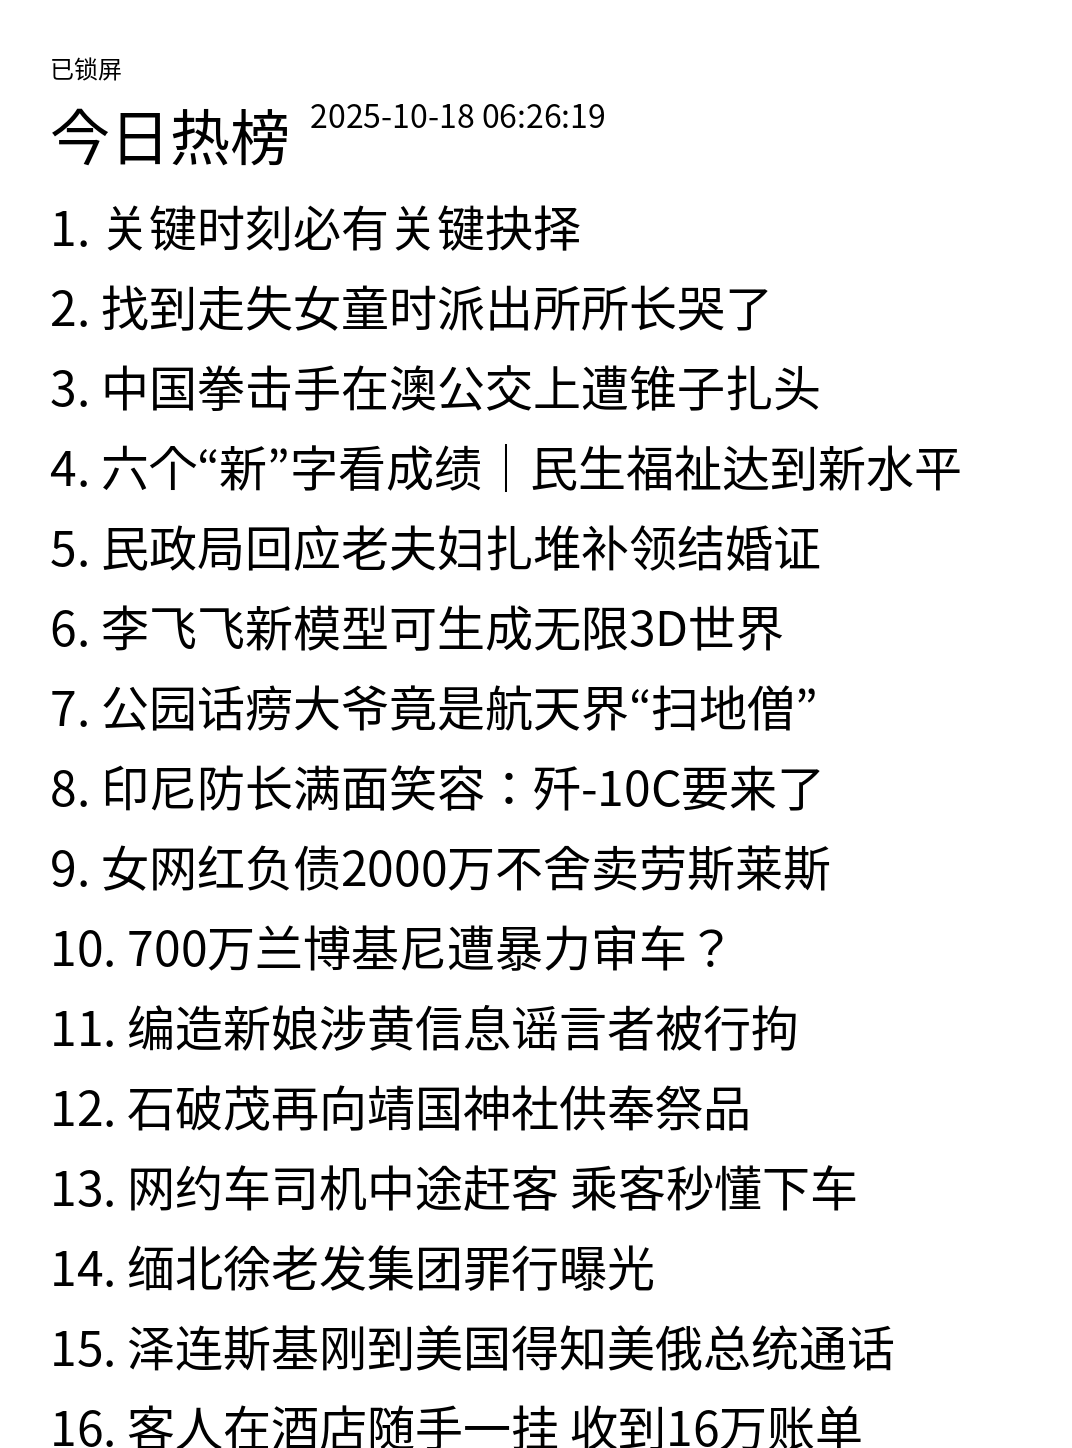 已锁屏
今日热榜 2025-10-18 06:26:19
1. 关键时刻必有关键抉择
2. 找到走失女童时派出所所长哭了
3. 中国拳击手在澳公交上遭锥子扎头
4. 六个“新”字看成绩｜民生福祉达到新水平
5. 民政局回应老夫妇扎堆补领结婚证
6. 李飞飞新模型可生成无限3D世界
7. 公园话痨大爷竟是航天界“扫地僧”
8. 印尼防长满面笑容：歼-10C要来了
9. 女网红负债2000万不舍卖劳斯莱斯
10. 700万兰博基尼遭暴力审车？
11. 编造新娘涉黄信息谣言者被行拘
12. 石破茂再向靖国神社供奉祭品
13. 网约车司机中途赶客 乘客秒懂下车
14. 缅北徐老发集团罪行曝光
15. 泽连斯基刚到美国得知美俄总统通话
16. 客人在酒店随手一挂 收到16万账单